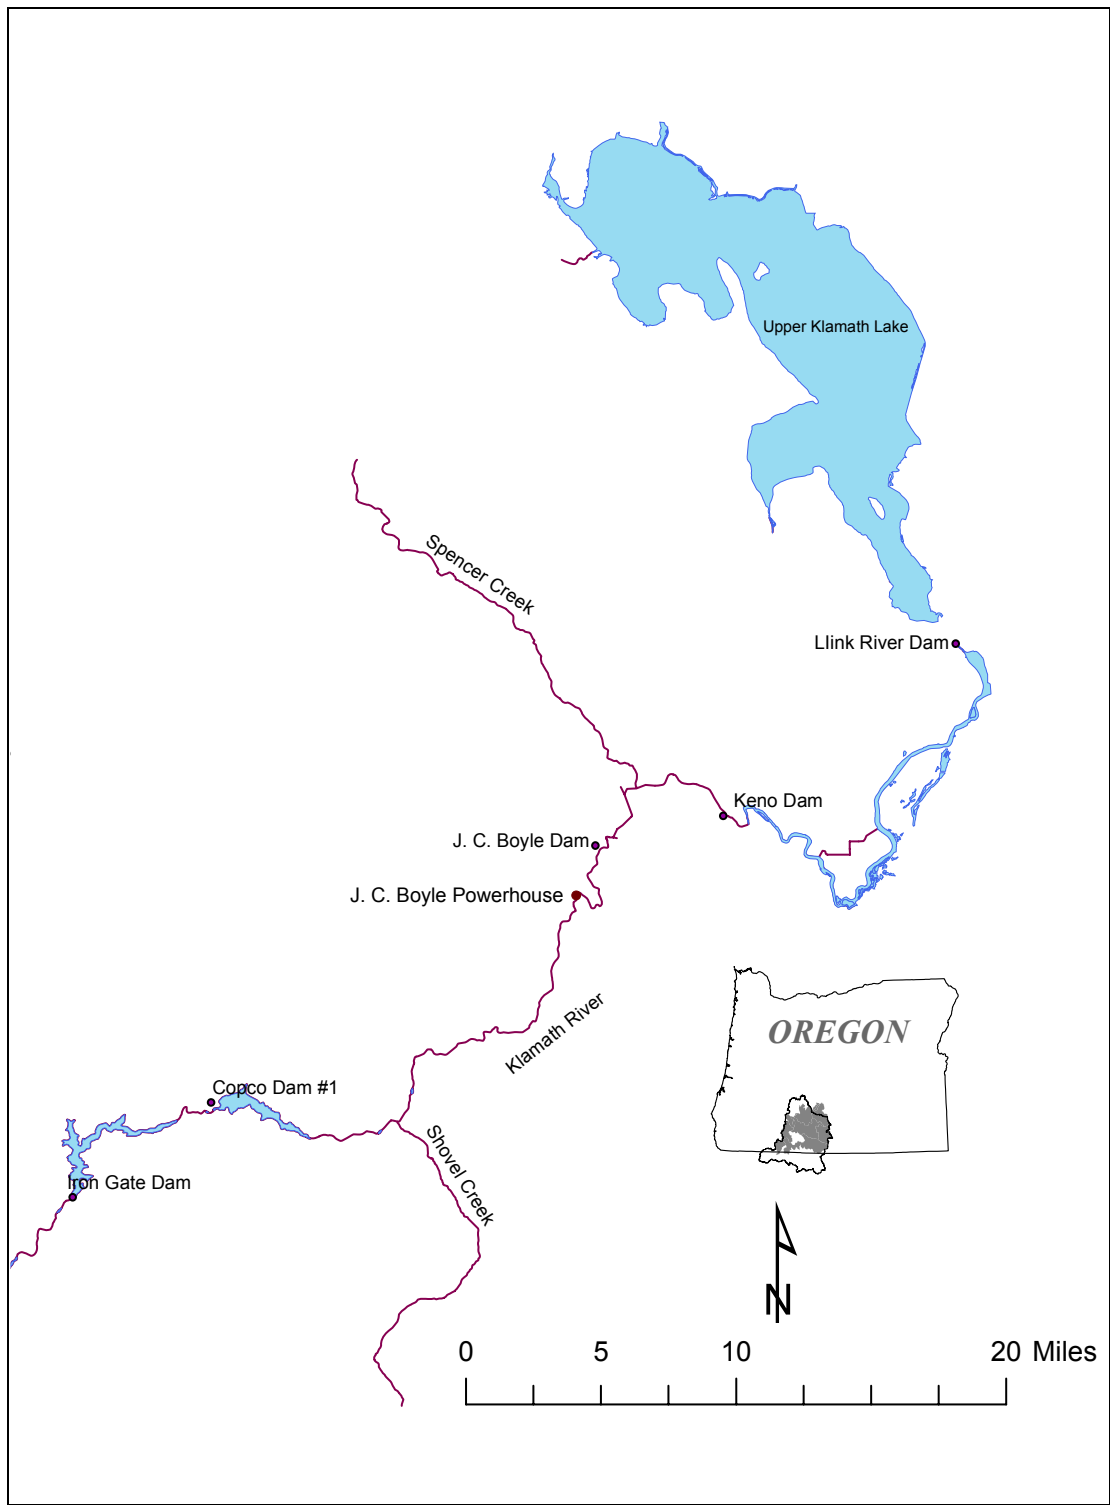 Upper Klamath Lake
Spencer Creek
LIink River Dam
Keno Dam
J. C. Boyle Dam
J. C. Boyle Powerhouse
Klamath River
OREGON
Copco Dam #1
Shovel Creek
Iron Gate Dam
N
0 5 10 20 Miles